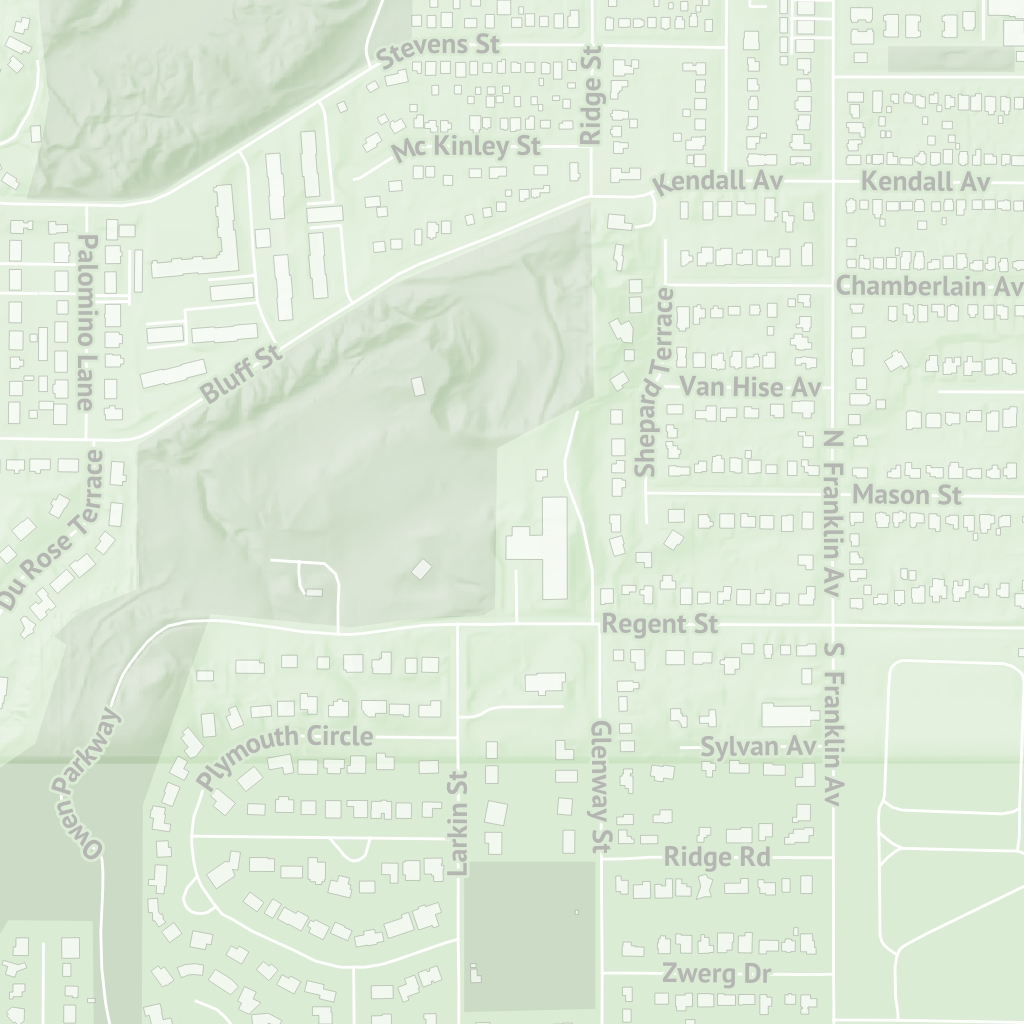 Stevens St
Ridge St
Mc Kinley St
Kendall Av
Kendall Av
Palomino Lane
Chamberlain Av
Shepard Terrace
Bluff St
Van Hise Av
N Franklin Av
Mason St
Du Rose Terrace
Regent St
S Franklin Av
Owen Parkway
Plymouth Circle
Glenway St
Sylvan Av
Larkin St
Ridge Rd
Zwerg Dr